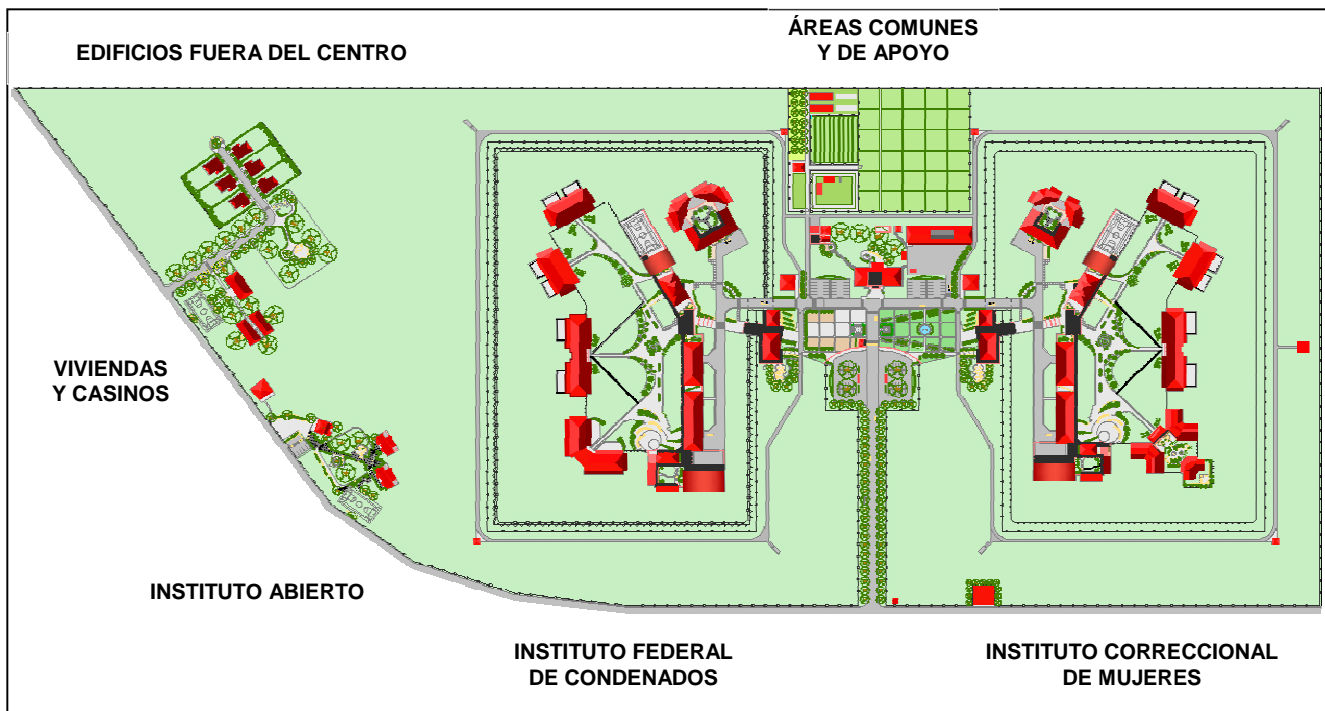 EDIFICIOS FUERA DEL CENTRO
ÁREAS COMUNES
Y DE APOYO
VIVIENDAS
Y CASINOS
INSTITUTO ABIERTO
INSTITUTO FEDERAL
DE CONDENADOS
INSTITUTO CORRECCIONAL
DE MUJERES